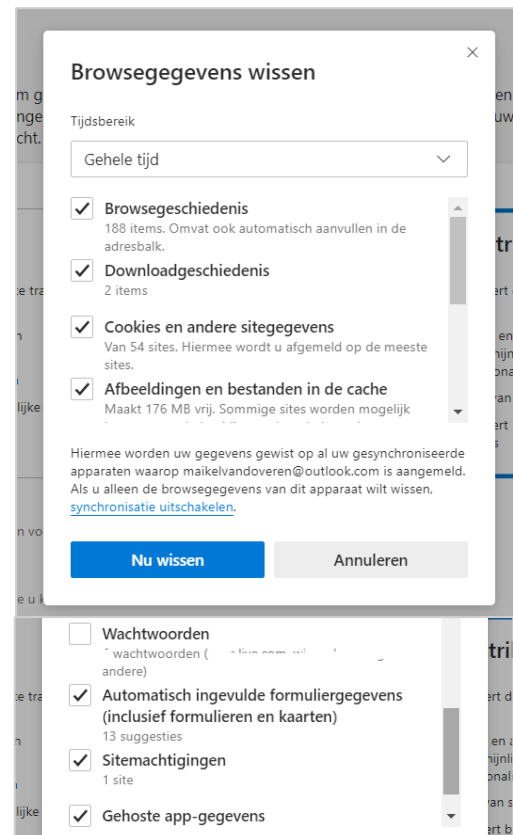 Browsegegevens wissen
Tijdsbereik
Gehele tijd
Browsegeschiedenis
188 items. Omvat ook automatisch aanvullen in de
adresbalk.
Downloadgeschiedenis
2 items
Cookies en andere sitegegevens
Van 54 sites. Hiermee wordt u afgemeld op de meeste
sites.
Afbeeldingen en bestanden in de cache
Maakt 176 MB vrij. Sommige sites worden mogelijk
Hiermee worden uw gegevens gewist op al uw gesynchroniseerde
apparaten waarop maikelvandoveren@outlook.com is aangemeld.
Als u alleen de browsegegevens van dit apparaat wilt wissen,
synchronisatie uitschakelen.
Nu wissen
Annuleren
Wachtwoorden
wachtwoorden (
andere)
Automatisch ingevulde formuliergegevens
(inclusief formulieren en kaarten)
13 suggesties
Sitemachtigingen
1 site
Gehoste app-gegevens